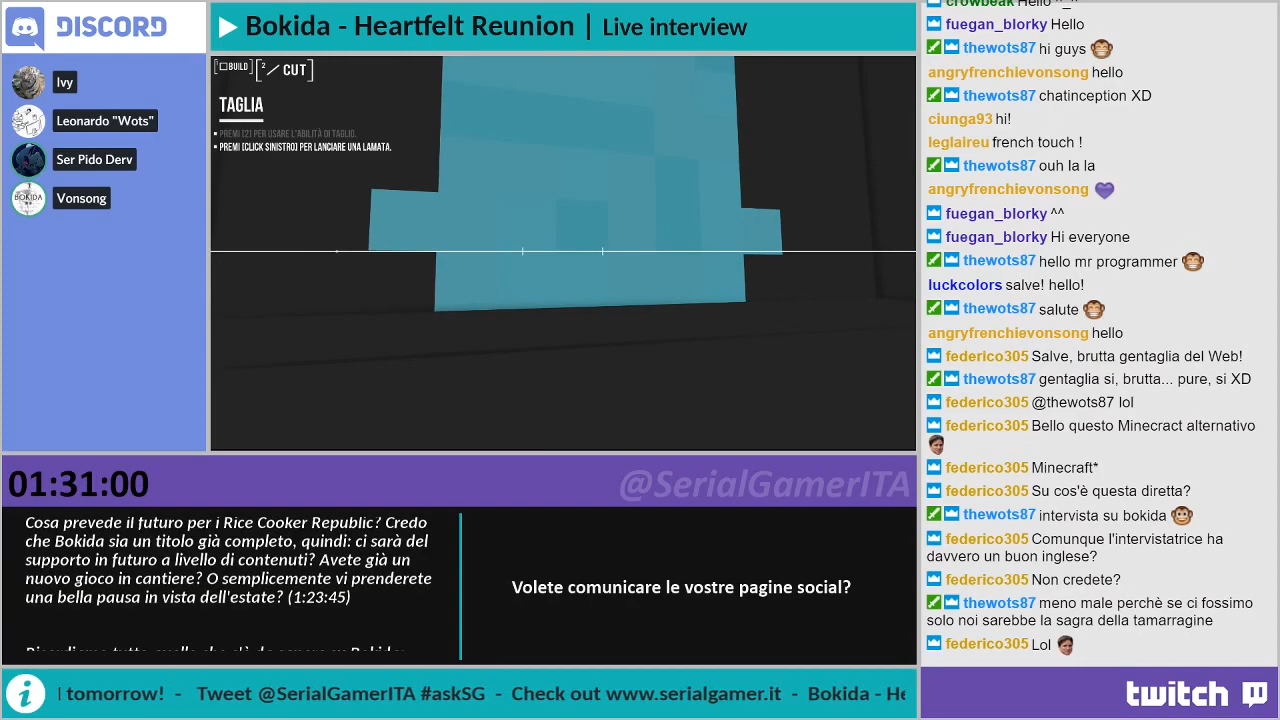 DISCORD
Ivy
Leonardo "Wots"
Ser Pido Derv
BOKIDA
Vonsong
Bokida - Heartfelt Reunion | Live interview
1 BUILD 2 CUT
TAGLIA
PREMI [2] PER USARE L'ABILITÀ DI TAGLIO.
PREMI [CLICK SINISTRO] PER LANCIARE UNA LAMATA.
01:31:00
@SerialGamerITA
Cosa prevede il futuro per i Rice Cooker Republic? Credo
che Bokida sia un titolo già completo, quindi: ci sarà del
supporto in futuro a livello di contenuti? Avete già un
nuovo gioco in cantiere? O semplicemente vi prenderete
una bella pausa in vista dell'estate? (1:23:45)
Volete comunicare le vostre pagine social?
tomorrow! - Tweet @SerialGamerITA #askSG - Check out www.serialgamer.it - Bokida - He
crowbeak Hello ^_^
fuegan_blorky Hello
thewots87 hi guys
angryfrenchievonsong hello
thewots87 chatinception XD
ciunga93 hi!
leglaireu french touch !
thewots87 ouh la la
angryfrenchievonsong
fuegan_blorky ^^
fuegan_blorky Hi everyone
thewots87 hello mr programmer
luckcolors salve! hello!
thewots87 salute
angryfrenchievonsong hello
federico305 Salve, brutta gentaglia del Web!
thewots87 gentaglia si, brutta... pure, si XD
federico305 @thewots87 lol
federico305 Bello questo Minecract alternativo
federico305 Minecraft*
federico305 Su cos'è questa diretta?
thewots87 intervista su bokida
federico305 Comunque l'intervistatrice ha
davvero un buon inglese?
federico305 Non credete?
thewots87 meno male perchè se ci fossimo
solo noi sarebbe la sagra della tamarragine
federico305 Lol
twitch